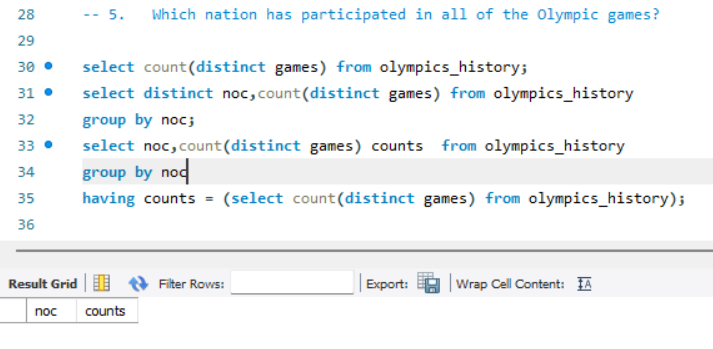 28 -- 5. Which nation has participated in all of the Olympic games?
29
30 select count(distinct games) from olympics_history;
31 select distinct noc,count(distinct games) from olympics_history
32 group by noc;
33 select noc,count(distinct games) counts from olympics_history
34 group by noc
35 having counts = (select count(distinct games) from olympics_history);
36
Result Grid Filter Rows: Export: Wrap Cell Content: IA
noc counts